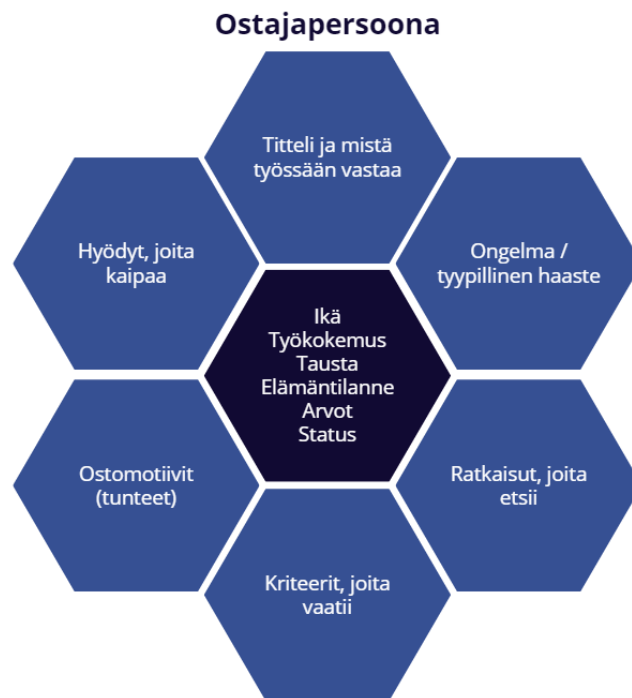 Ostajapersoona
Titteli ja mistä
työssään vastaa
Hyödyt, joita
kaipaa
Ongelma /
tyypillinen haaste
Ikä
Työkokemus
Tausta
Elämäntilanne
Arvot
Status
Ostomotiivit
(tunteet)
Ratkaisut, joita
etsii
Kriteerit, joita
vaatii